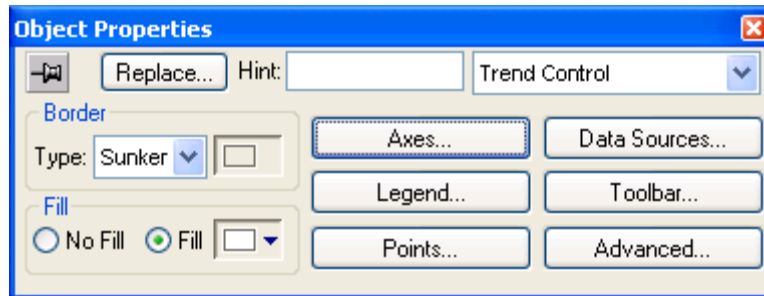 Object Properties
Replace... Hint: Trend Control
Border
Type: Sunker
Axes... Data Sources...
Legend... Toolbar...
Fill
No Fill Fill
Points... Advanced...